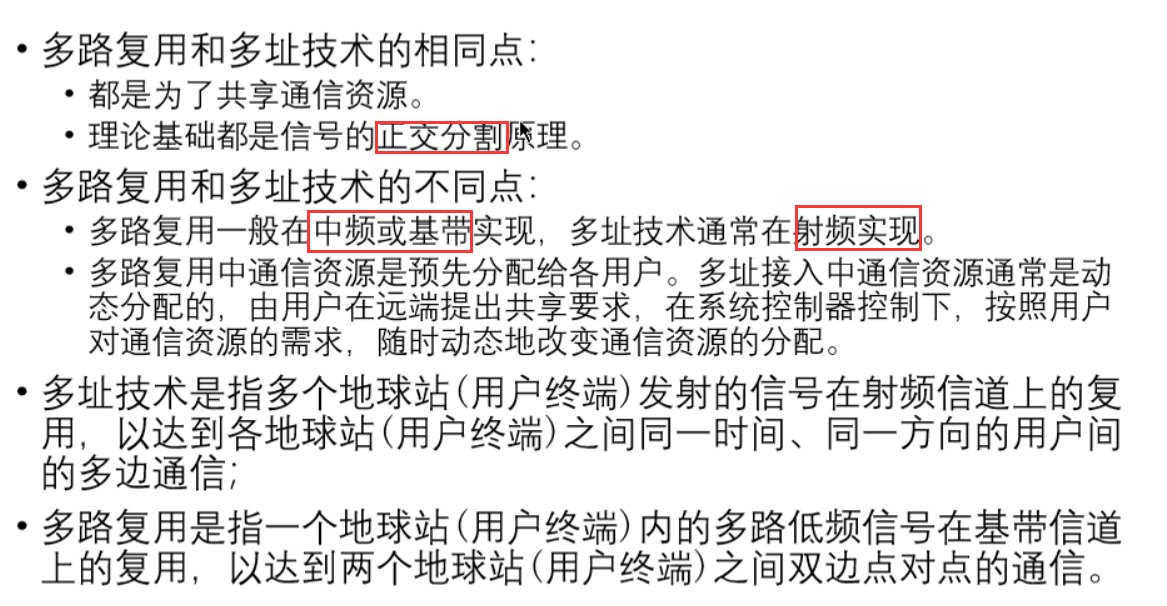 • 多路复用和多址技术的相同点：
• 都是为了共享通信资源。
• 理论基础都是信号的正交分割原理。
• 多路复用和多址技术的不同点：
• 多路复用一般在中频或基带实现，多址技术通常在射频实现。
• 多路复用中通信资源是预先分配给各用户。多址接入中通信资源通常是动
态分配的，由用户在远端提出共享要求，在系统控制器控制下，按照用户
对通信资源的需求，随时动态地改变通信资源的分配。
• 多址技术是指多个地球站(用户终端)发射的信号在射频信道上的复
用，以达到各地球站(用户终端)之间同一时间、同一方向的用户间
的多边通信；
• 多路复用是指一个地球站(用户终端)内的多路低频信号在基带信道
上的复用，以达到两个地球站(用户终端)之间双边点对点的通信。